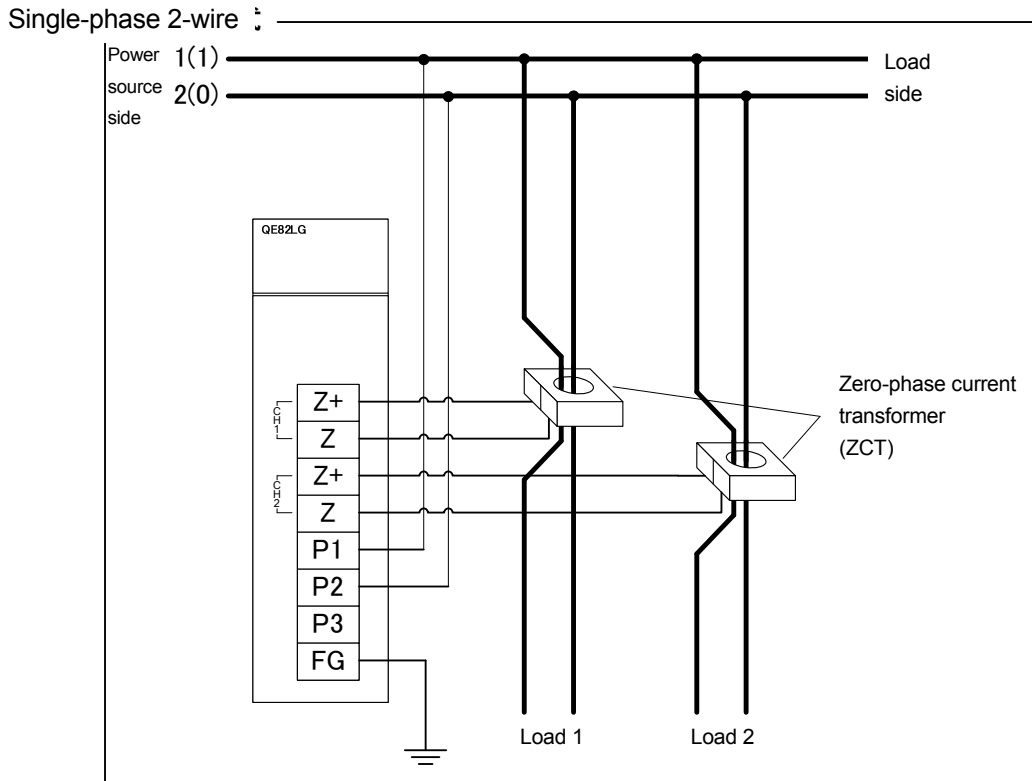 Single-phase 2-wire
Power
source
side
1(1)
2(0)
Load
side
QE82LG
CH1
Z+
Z
CH2
Z+
Z
P1
P2
P3
FG
Zero-phase current
transformer
(ZCT)
Load 1
Load 2